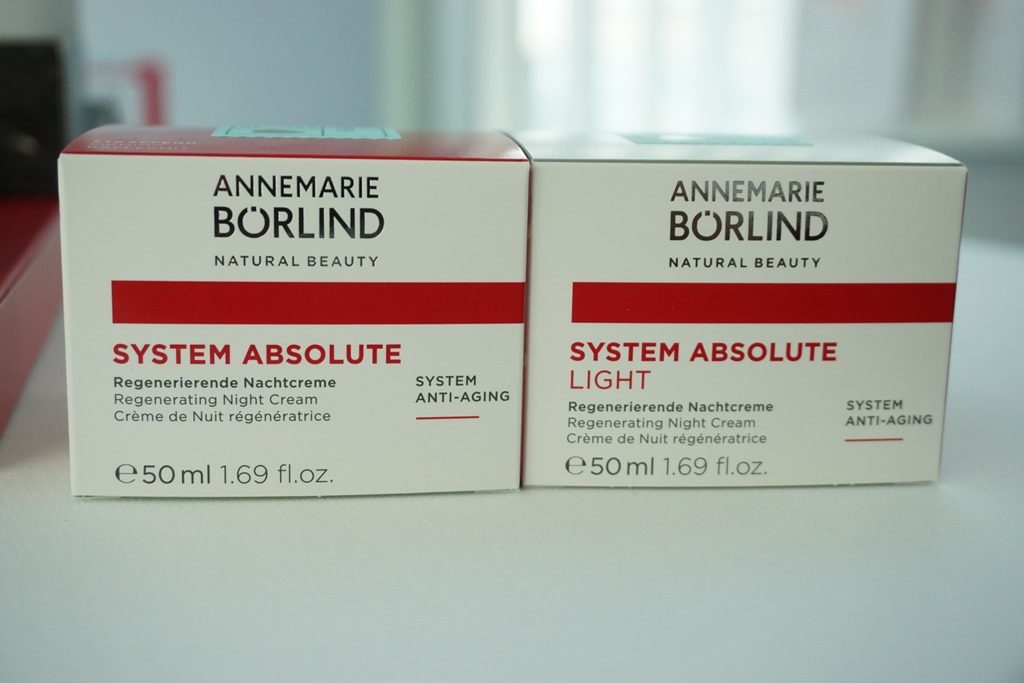 ANNEMARIE
BÖRLIND
NATURAL BEAUTY
SYSTEM ABSOLUTE
Regenerierende Nachtcreme
Regenerating Night Cream
Crème de Nuit régénératrice
SYSTEM
ANTI-AGING
℮50 ml 1.69 fl.oz.
ANNEMARIE
BÖRLIND
NATURAL BEAUTY
SYSTEM ABSOLUTE
LIGHT
Regenerierende Nachtcreme
Regenerating Night Cream
Crème de Nuit régénératrice
SYSTEM
ANTI-AGING
℮50 ml 1.69 fl.oz.